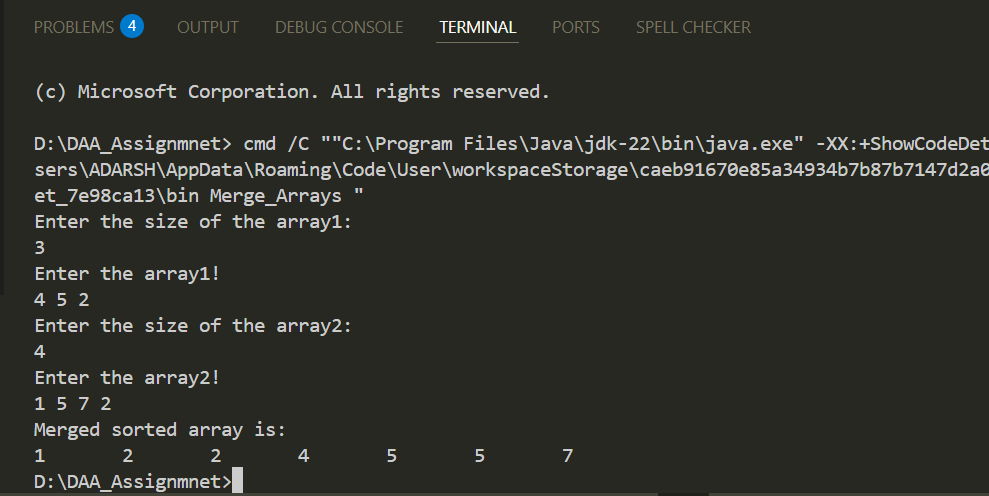 PROBLEMS 4 OUTPUT DEBUG CONSOLE TERMINAL PORTS SPELL CHECKER
(c) Microsoft Corporation. All rights reserved.
D:\DAA_Assignmnet> cmd /C ""C:\Program Files\Java\jdk-22\bin\java.exe" -XX:+ShowCodeDet
sers\ADARSH\AppData\Roaming\Code\User\workspaceStorage\caeb91670e85a34934b7b87b7147d2a0
et_7e98ca13\bin Merge_Arrays "
Enter the size of the array1:
3
Enter the array1!
4 5 2
Enter the size of the array2:
4
Enter the array2!
1 5 7 2
Merged sorted array is:
1 2 2 4 5 5 7
D:\DAA_Assignmnet>